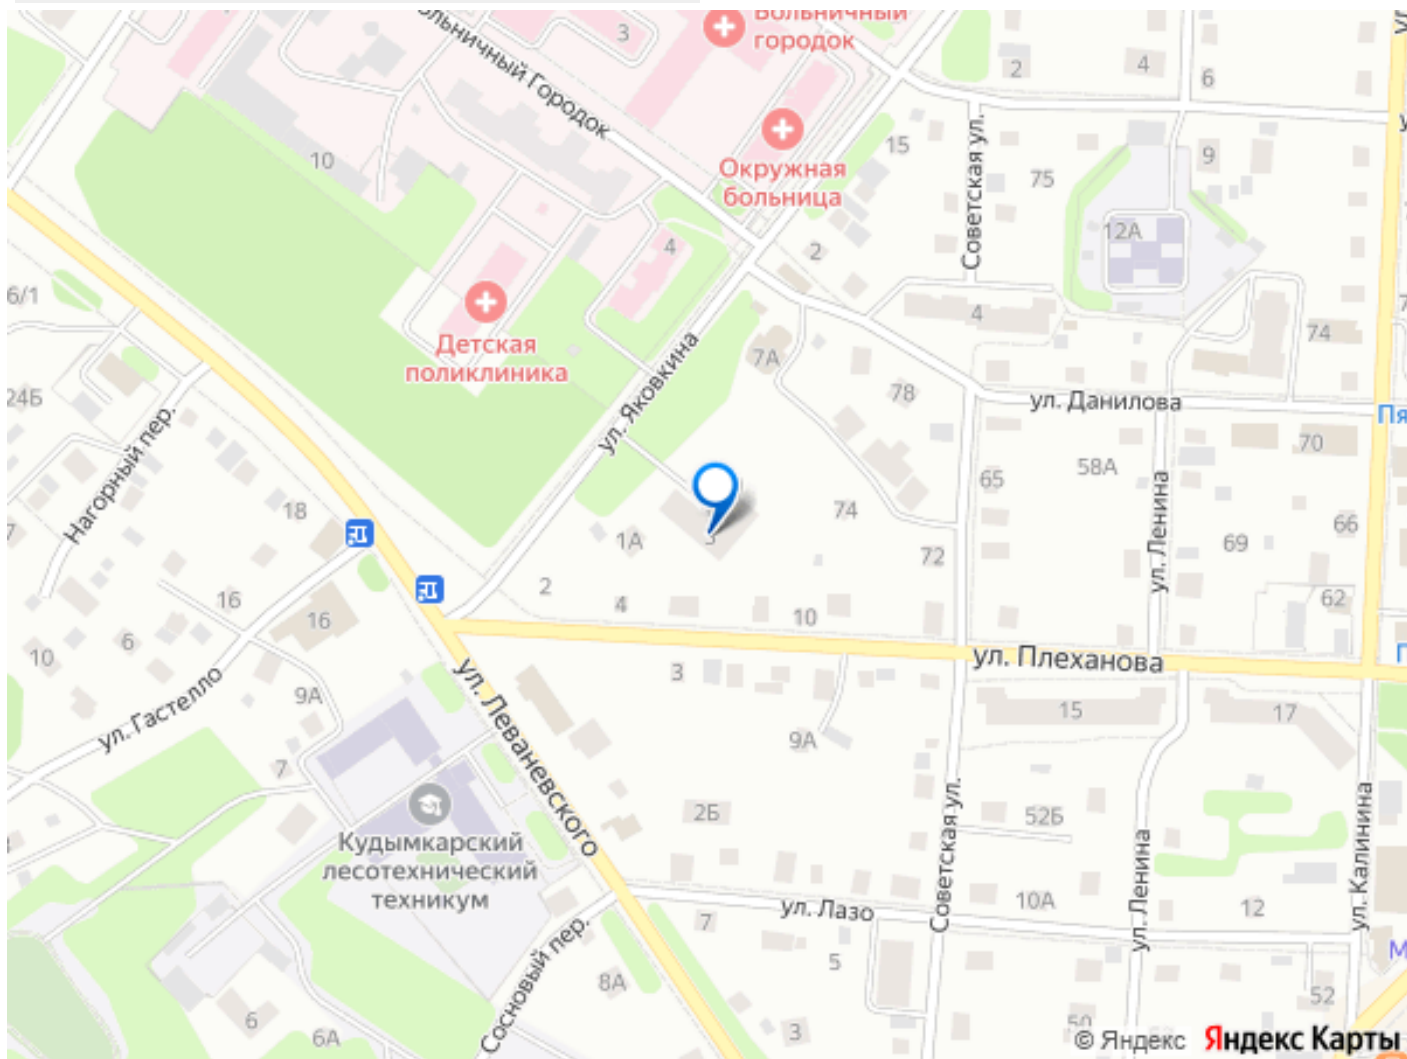 Больничный
городок
Больничный Городок
3
2
4
6
10
15
Советская ул.
75
9
Окружная
больница
12А
4
2
6/1
4
74
Детская
поликлиника
7А
ул. Яковкина
78
ул. Данилова
Пя
24Б
Нагорный пер.
70
58А
65
18
74
ул. Ленина
66
1А
3
69
72
16
2
4
10
62
16
6
10
ул. Плеханова
3
ул. Гастелло
9А
ул. Леваневского
15
17
9А
7
2Б
52Б
Кудымкарский
лесотехнический
техникум
Советская ул.
ул. Ленина
ул. Калинина
ул. Лазо
10А
12
7
Сосновый пер.
5
8А
52
6
6А
3
50
© Яндекс Яндекс Карты